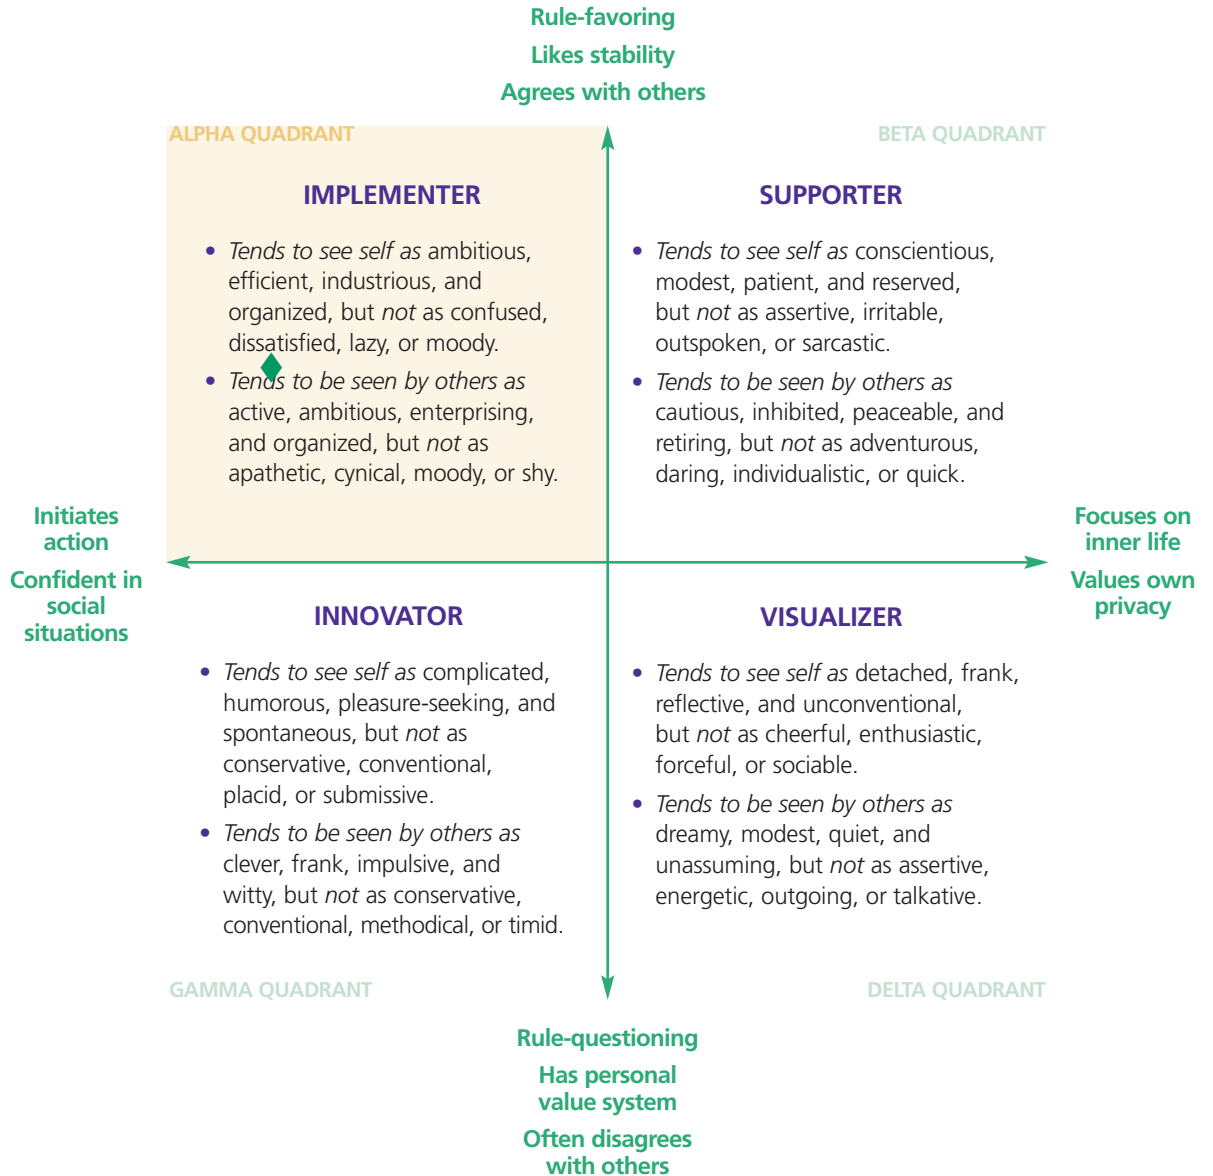 Rule-favoring
Likes stability
Agrees with others
ALPHA QUADRANT
BETA QUADRANT
IMPLEMENTER
• Tends to see self as ambitious,
efficient, industrious, and
organized, but not as confused,
dissatisfied, lazy, or moody.
• Tends to be seen by others as
active, ambitious, enterprising,
and organized, but not as
apathetic, cynical, moody, or shy.
SUPPORTER
• Tends to see self as conscientious,
modest, patient, and reserved,
but not as assertive, irritable,
outspoken, or sarcastic.
• Tends to be seen by others as
cautious, inhibited, peaceable, and
retiring, but not as adventurous,
daring, individualistic, or quick.
Initiates
action
Confident in
social
situations
Focuses on
inner life
Values own
privacy
INNOVATOR
• Tends to see self as complicated,
humorous, pleasure-seeking, and
spontaneous, but not as
conservative, conventional,
placid, or submissive.
• Tends to be seen by others as
clever, frank, impulsive, and
witty, but not as conservative,
conventional, methodical, or timid.
VISUALIZER
• Tends to see self as detached, frank,
reflective, and unconventional,
but not as cheerful, enthusiastic,
forceful, or sociable.
• Tends to be seen by others as
dreamy, modest, quiet, and
unassuming, but not as assertive,
energetic, outgoing, or talkative.
GAMMA QUADRANT
DELTA QUADRANT
Rule-questioning
Has personal
value system
Often disagrees
with others